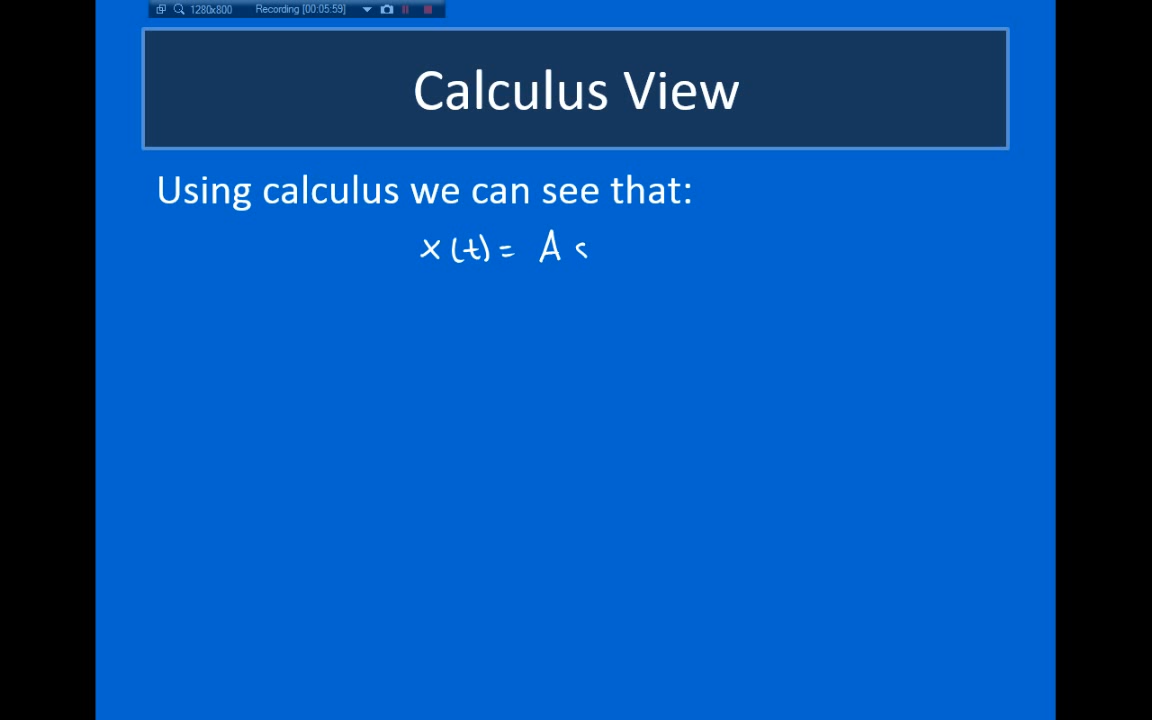 1280x800 Recording [00:05:59]
Calculus View
Using calculus we can see that:
x(t) = A s